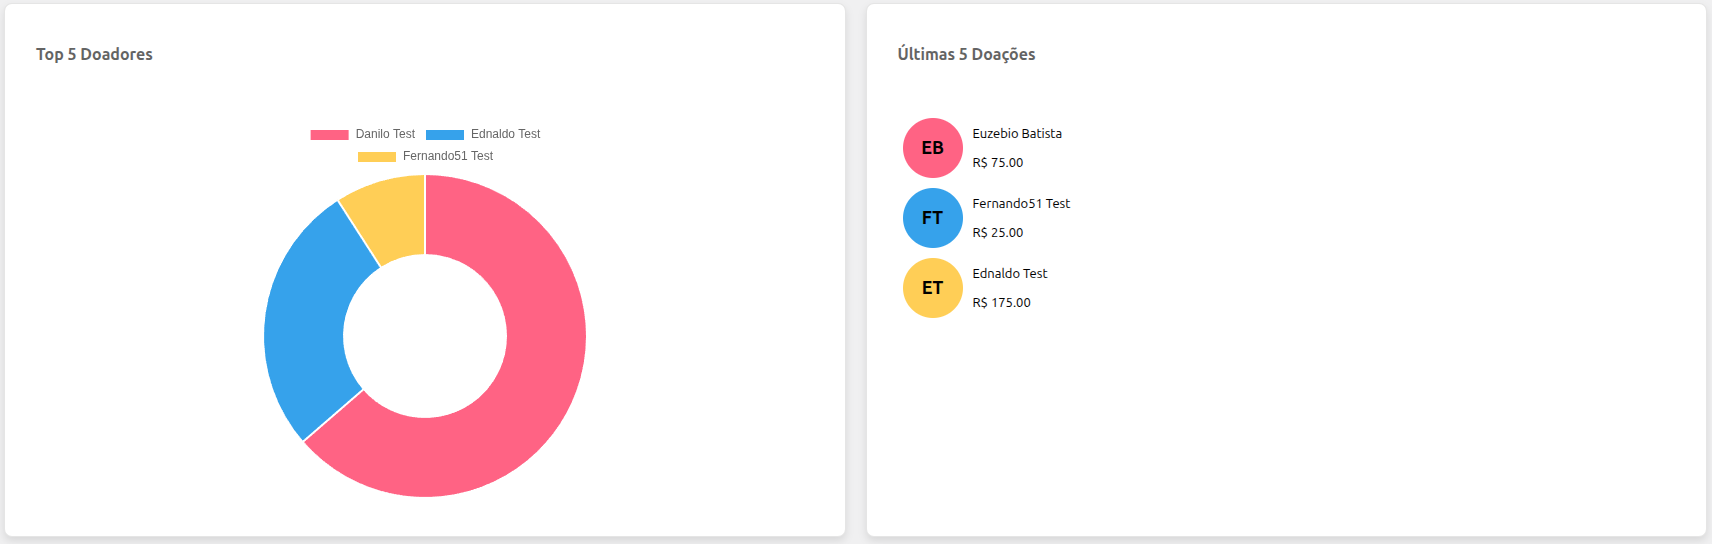 Top 5 Doadores
Danilo Test
Ednaldo Test
Fernando51 Test
Últimas 5 Doações
EB
Euzebio Batista
R$ 75.00
FT
Fernando51 Test
R$ 25.00
ET
Ednaldo Test
R$ 175.00